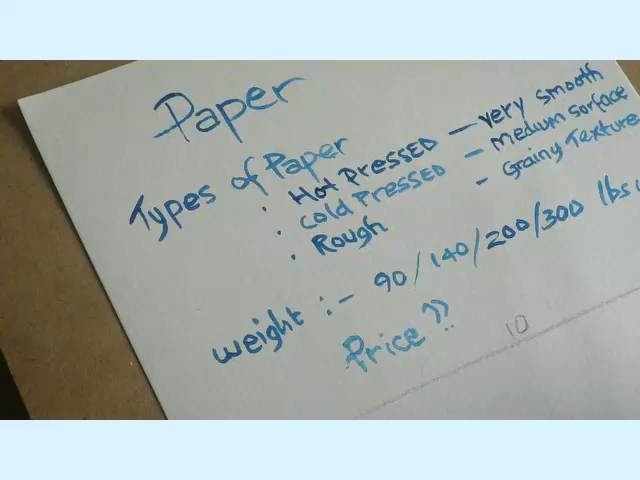 Paper
Types of Paper
. Hot PRESSED — very smooth
. Cold PRESSED — Medium Surface
. Rough - Grainy Texture
weight :- 90/140/200/300 lbs
Price ??
10